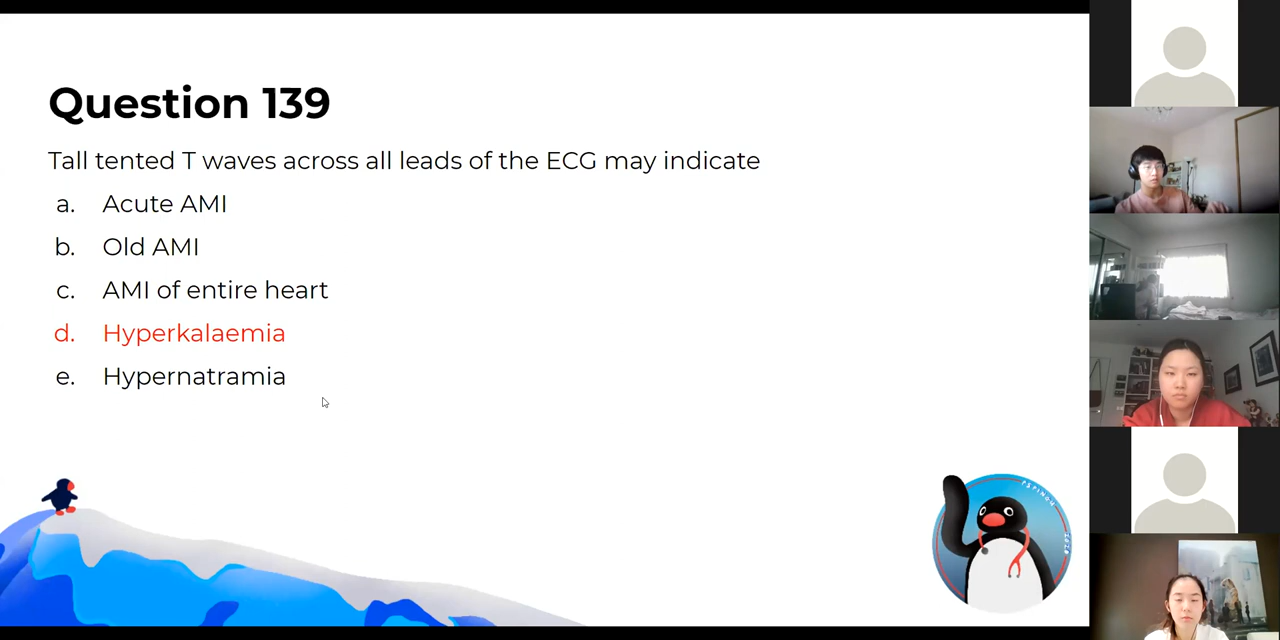 Question 139
Tall tented T waves across all leads of the ECG may indicate
a. Acute AMI
b. Old AMI
c. AMI of entire heart
d. Hyperkalaemia
e. Hypernatramia